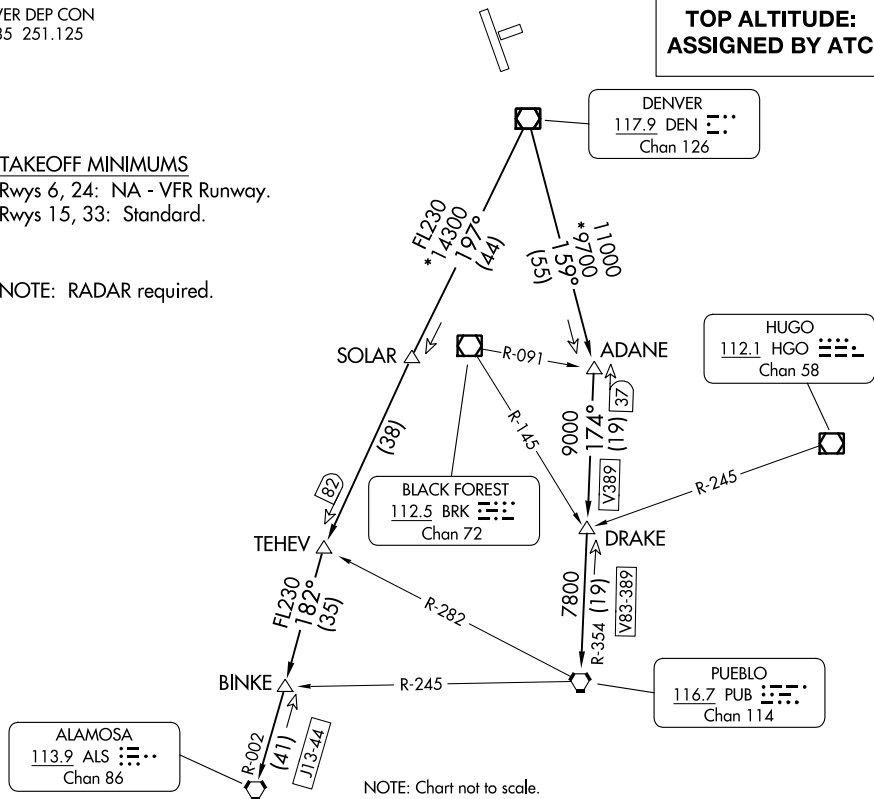 VER DEP CON
35 251.125
TOP ALTITUDE:
ASSIGNED BY ATC
DENVER
117.9 DEN
Chan 126
TAKEOFF MINIMUMS
Rwys 6, 24: NA - VFR Runway.
Rwys 15, 33: Standard.
NOTE: RADAR required.
FL230
*14300
197°
(44)
11000
*9700
159°
(55)
SOLAR
R-091
ADANE
HUGO
112.1 HGO
Chan 58
37
9000
174°
(19)
V389
(38)
R-145
R-245
82
BLACK FOREST
112.5 BRK
Chan 72
TEHEV
DRAKE
FL230
182°
(35)
R-282
7800
R-354 (19)
V83-389
BINKE
R-245
PUEBLO
116.7 PUB
Chan 114
ALAMOSA
113.9 ALS
Chan 86
R-002
(41)
J13-44
NOTE: Chart not to scale.